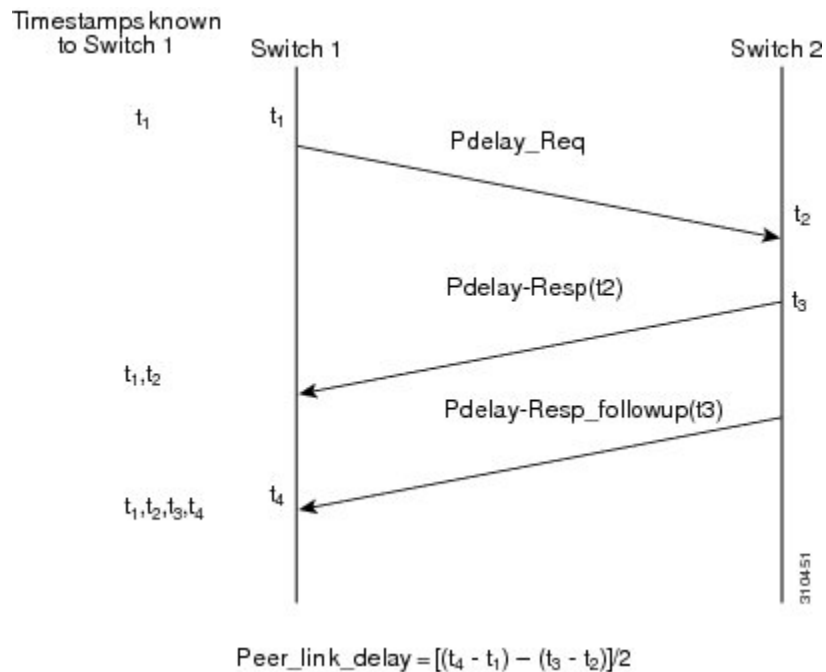 Timestamps known
to Switch 1
Switch 1
Switch 2
t₁
t₁
Pdelay_Req
t₂
Pdelay-Resp(t2)
t₃
t₁,t₂
Pdelay-Resp_followup(t3)
t₁,t₂,t₃,t₄
t₄
310451
Peer_link_delay = [(t₄ - t₁) – (t₃ - t₂)]/2